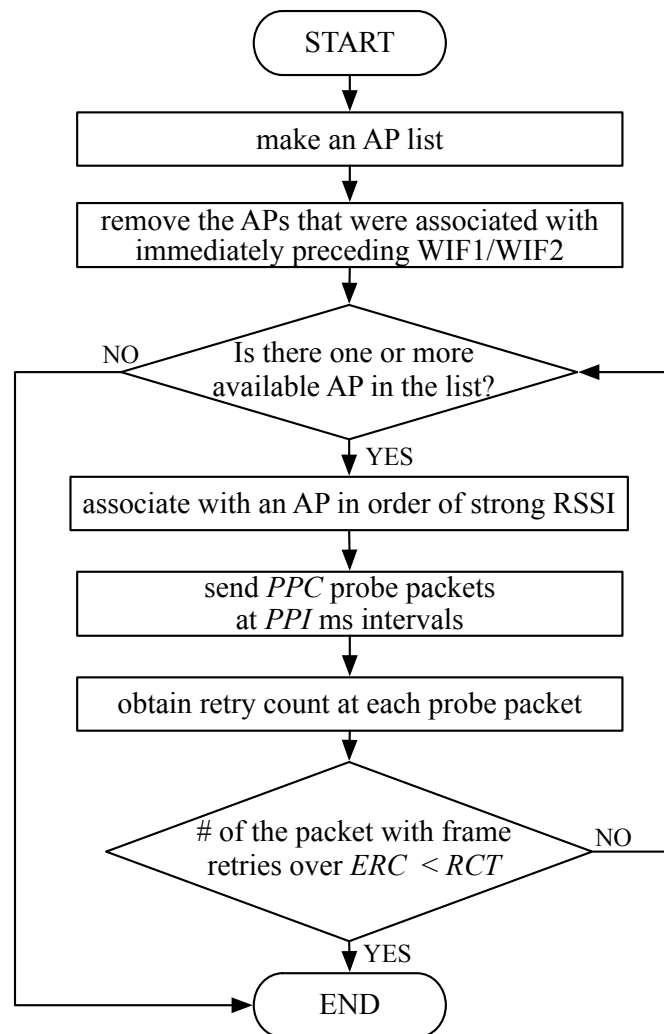 START
make an AP list
remove the APs that were associated with
immediately preceding WIF1/WIF2
NO
Is there one or more
available AP in the list?
YES
associate with an AP in order of strong RSSI
send PPC probe packets
at PPI ms intervals
obtain retry count at each probe packet
# of the packet with frame
retries over ERC < RCT
NO
YES
END